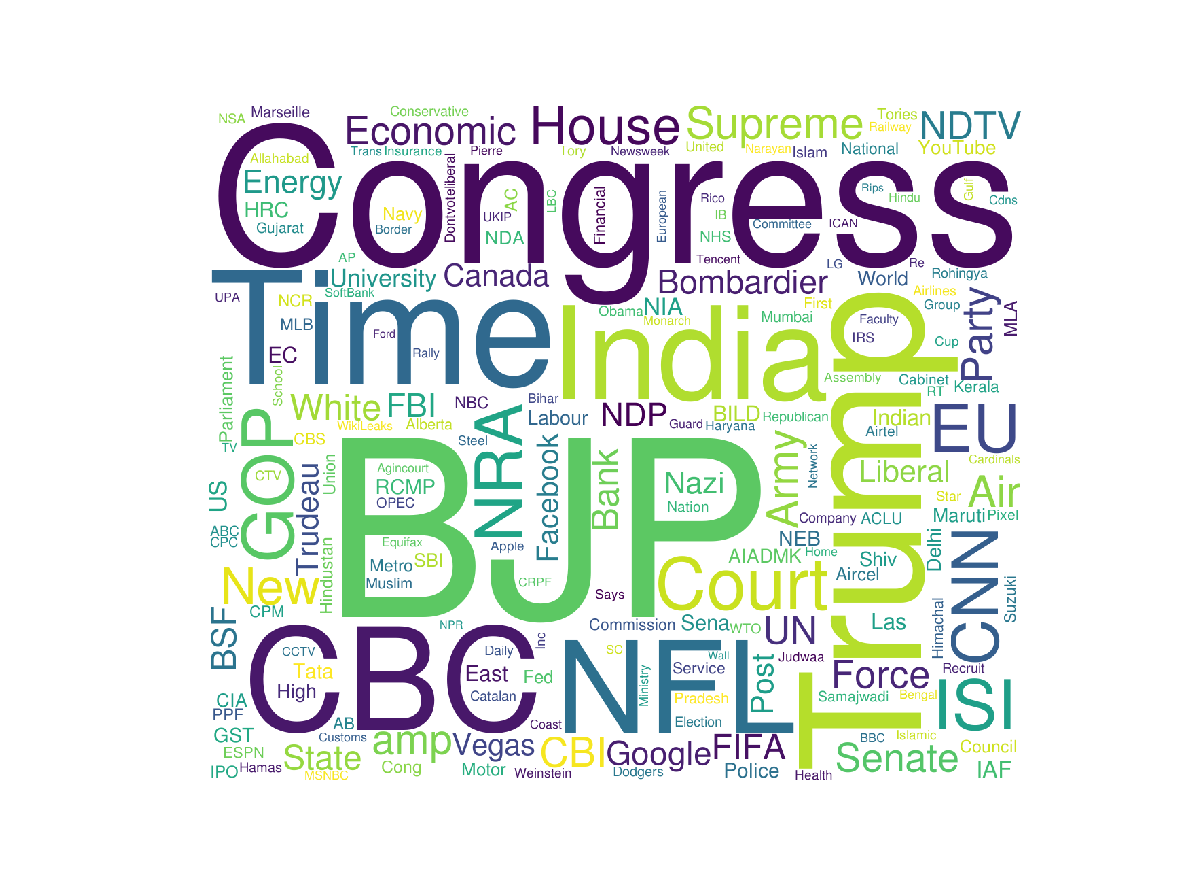 NSA
Marseille
Conservative
Economic
House
Supreme
Tories
Railway
NDTV
Congress
Allahabad
Trans
Insurance
Pierre
Tory
Newsweek
United
Narayan
Islam
National
YouTube
Energy
HRC
Gujarat
Navy
Border
Dontvoteliberal
UKIP
AC
NDA
LBC
Financial
European
Rico
IB
NHS
Committee
ICAN
Rips
Hindu
Gulf
Cdns
AP
University
Canada
Bombardier
Tencent
LG
World
Re
Rohingya
UPA
NCR
SoftBank
Time
MLB
EC
Ford
Rally
India
Obama
NIA
Monarch
Mumbai
First
Trump
Faculty
IRS
Airlines
Group
Cup
Party
MLA
Assembly
Cabinet
RT
Kerala
Parliament
TV
School
White
FBI
NBC
Bihar
Labour
NDP
Guard
BILD
Haryana
Republican
Indian
Airtel
EU
Cardinals
GOP
CBS
WikiLeaks
Alberta
Steel
CTV
Union
US
Trudeau
Agincourt
RCMP
OPEC
BJP
NRA
Facebook
Bank
Nazi
Nation
Army
Network
Liberal
Star
Air
ABC
CPC
Hindustan
Equifax
Apple
Company
ACLU
Maruti
Pixel
New
Metro
SBI
Muslim
CRPF
Says
Court
NEB
AIADMK
Home
Shiv
Aircel
Delhi
CNN
Suzuki
BSF
CPM
NPR
Commission
Sena
WTO
UN
Las
Himachal
CBC
CCTV
Tata
High
Daily
East
Catalan
Inc
Fed
NFL
SC
Ministry
Service
Wall
Pradesh
Election
Post
Judwaa
Force
Samajwadi
Recruit
Bengal
ISI
CIA
PPF
GST
AB
Customs
amp
Vegas
Coast
CBI
Google
FIFA
BBC
Islamic
ESPN
State
IPO
Hamas
MSNBC
Cong
Motor
Weinstein
Dodgers
Police
Health
Senate
Council
IAF